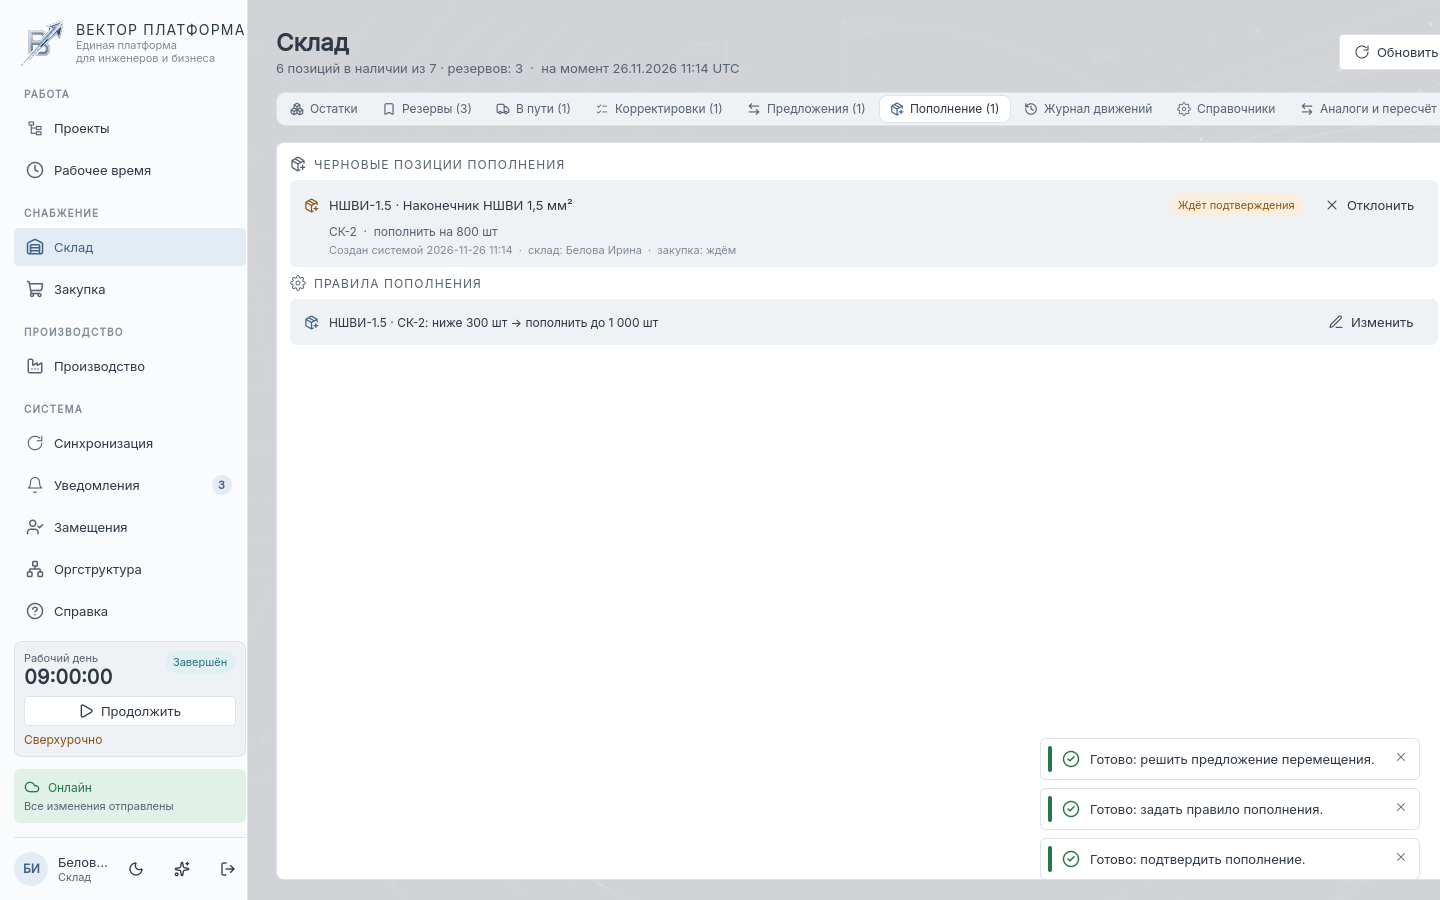 ВЕКТОР ПЛАТФОРМА
Единая платформа
для инженеров и бизнеса
РАБОТА
Проекты
Рабочее время
СНАБЖЕНИЕ
Склад
Закупка
ПРОИЗВОДСТВО
Производство
СИСТЕМА
Синхронизация
Уведомления 3
Замещения
Оргструктура
Справка
Рабочий день
Завершён
09:00:00
Продолжить
Сверхурочно
Онлайн
Все изменения отправлены
БИ
Белов...
Склад
Склад
6 позиций в наличии из 7 · резервов: 3 · на момент 26.11.2026 11:14 UTC
Обновить
Остатки Резервы (3) В пути (1) Корректировки (1) Предложения (1) Пополнение (1) Журнал движений Справочники Аналоги и пересчёт
ЧЕРНОВЫЕ ПОЗИЦИИ ПОПОЛНЕНИЯ
НШВИ-1.5 · Наконечник НШВИ 1,5 мм² Ждёт подтверждения Отклонить
СК-2 · пополнить на 800 шт
Создан системой 2026-11-26 11:14 · склад: Белова Ирина · закупка: ждём
ПРАВИЛА ПОПОЛНЕНИЯ
НШВИ-1.5 · СК-2: ниже 300 шт → пополнить до 1 000 шт Изменить
Готово: решить предложение перемещения.
Готово: задать правило пополнения.
Готово: подтвердить пополнение.